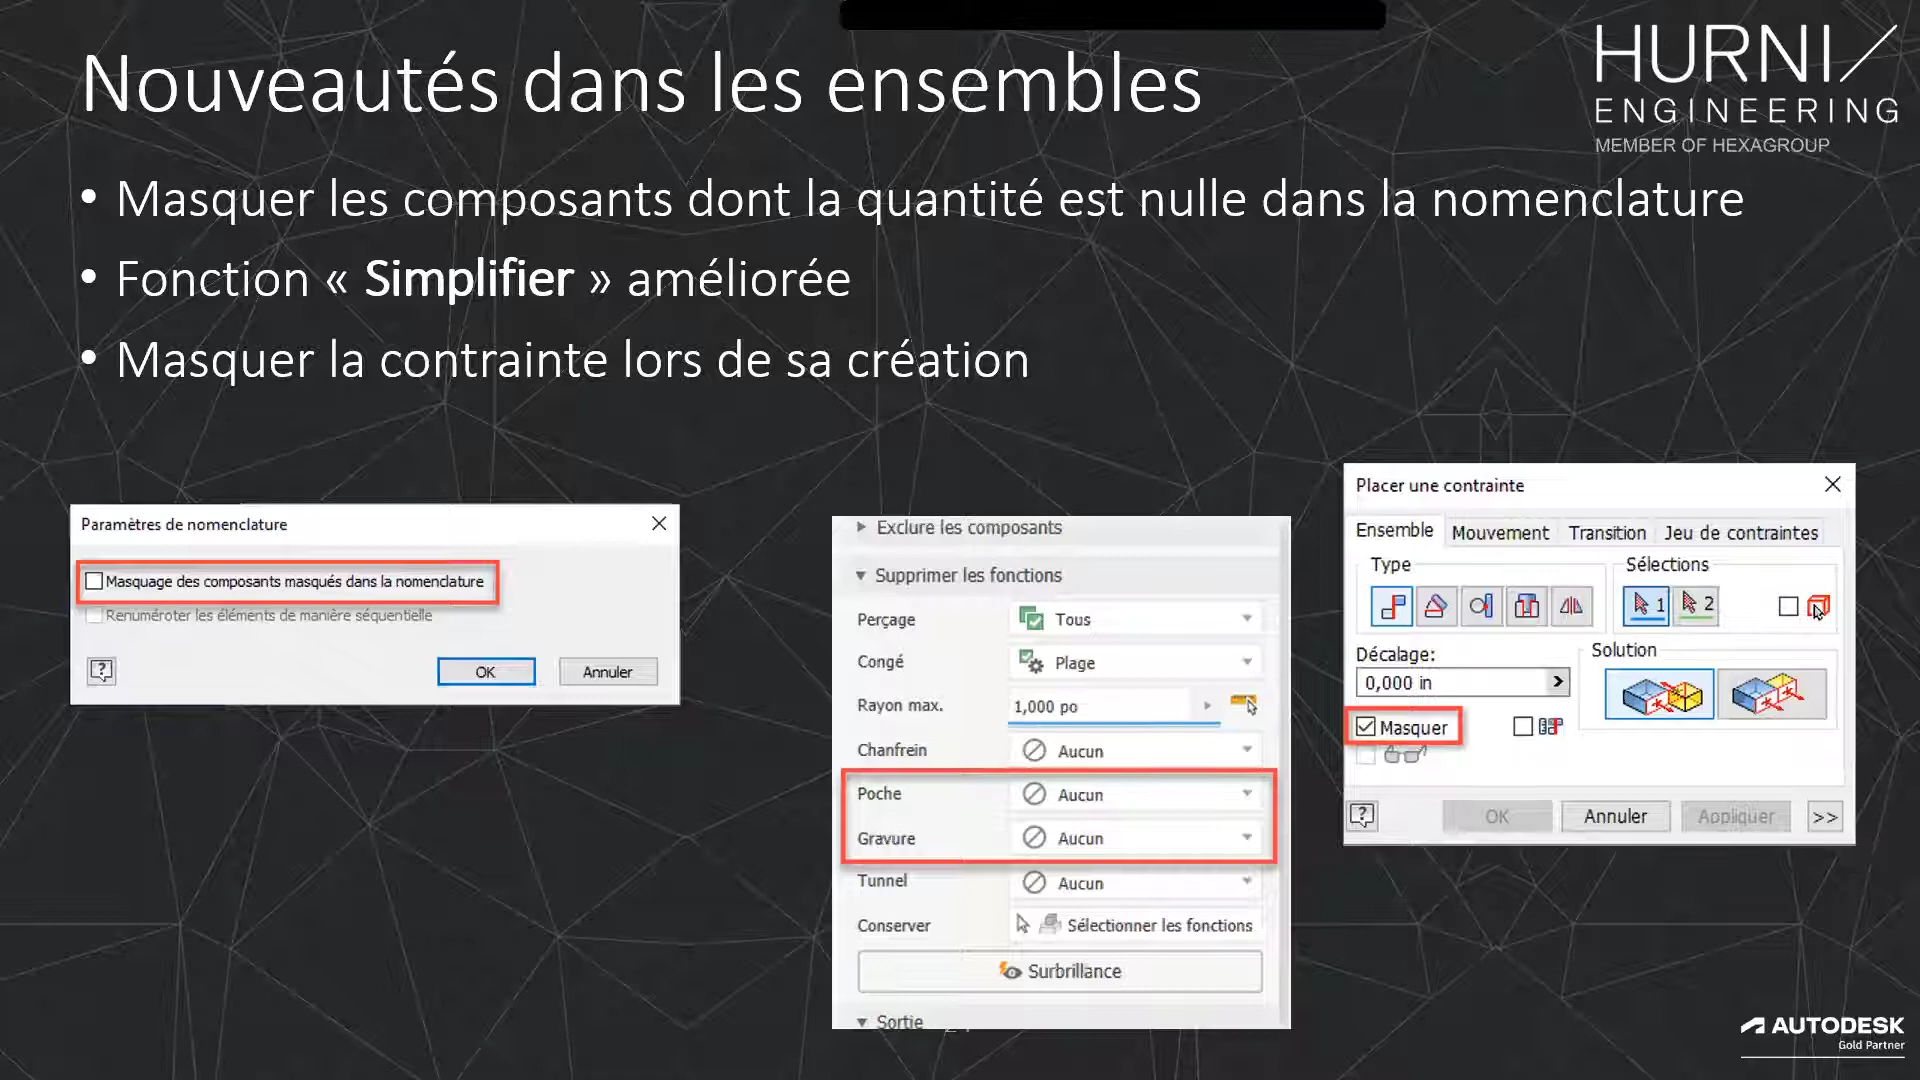 Nouveautés dans les ensembles
HURNI
ENGINEERING
MEMBER OF HEXAGROUP
• Masquer les composants dont la quantité est nulle dans la nomenclature
• Fonction « Simplifier » améliorée
• Masquer la contrainte lors de sa création
Paramètres de nomenclature
Masquage des composants masqués dans la nomenclature
Renuméroter les éléments de manière séquentielle
OK Annuler
Exclure les composants
Supprimer les fonctions
Perçage Tous
Congé Plage
Rayon max. 1,000 po
Chanfrein Aucun
Poche Aucun
Gravure Aucun
Tunnel Aucun
Conserver Sélectionner les fonctions
Surbrillance
Sortie
Placer une contrainte
Ensemble Mouvement Transition Jeu de contraintes
Type Sélections
1 2
Décalage: Solution
0,000 in >
Masquer
OK Annuler Appliquer >>
AUTODESK
Gold Partner